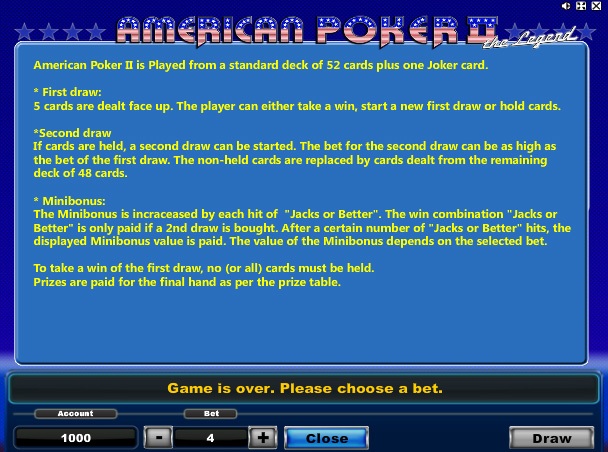 AMERICAN POKER II
the Legend
American Poker II is Played from a standard deck of 52 cards plus one Joker card.
* First draw:
5 cards are dealt face up. The player can either take a win, start a new first draw or hold cards.
*Second draw
If cards are held, a second draw can be started. The bet for the second draw can be as high as
the bet of the first draw. The non-held cards are replaced by cards dealt from the remaining
deck of 48 cards.
* Minibonus:
The Minibonus is incraceased by each hit of "Jacks or Better". The win combination "Jacks or
Better" is only paid if a 2nd draw is bought. After a certain number of "Jacks or Better" hits, the
displayed Minibonus value is paid. The value of the Minibonus depends on the selected bet.
To take a win of the first draw, no (or all) cards must be held.
Prizes are paid for the final hand as per the prize table.
Game is over. Please choose a bet.
Account Bet
1000 - 4 + Close Draw